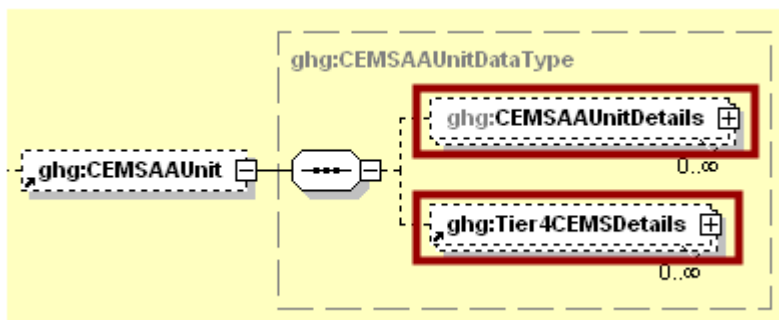 ghg:CEMSAAUnitDataType
ghg:CEMSAAUnitDetails
0..∞
ghg:CEMSAAUnit
ghg:Tier4CEMSDetails
0..∞